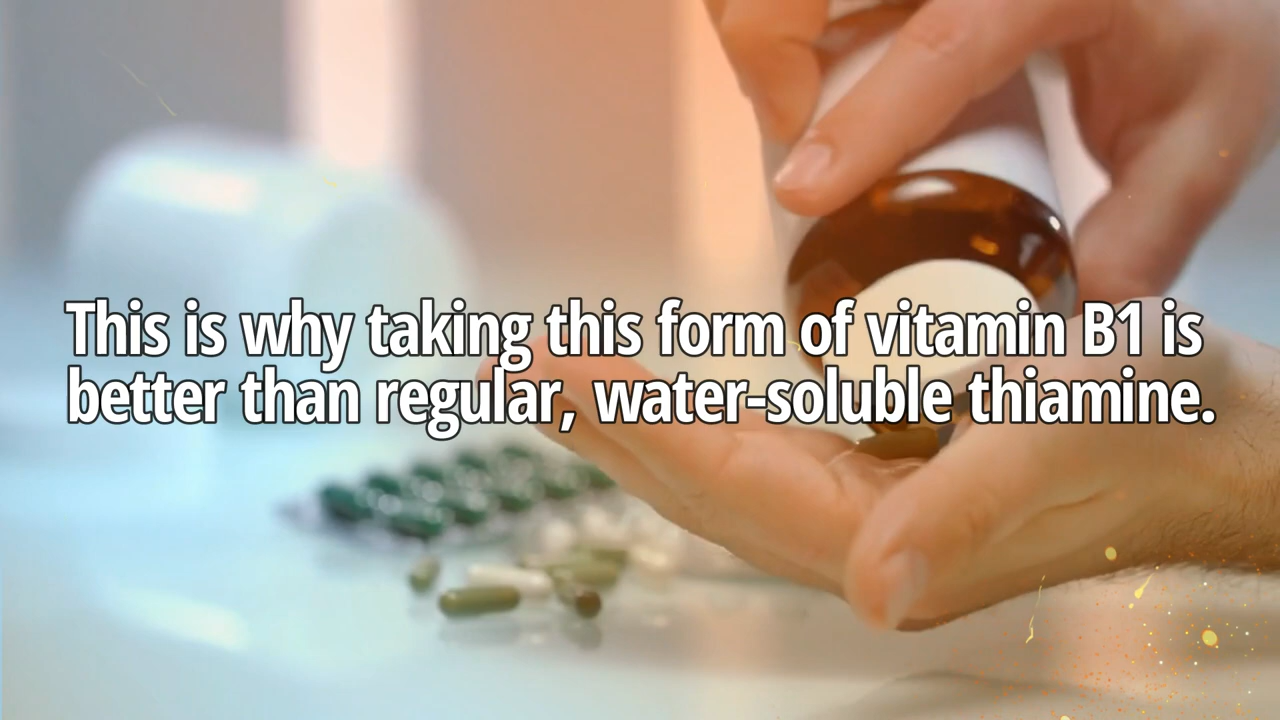 This is why taking this form of vitamin B1 is
better than regular, water-soluble thiamine.